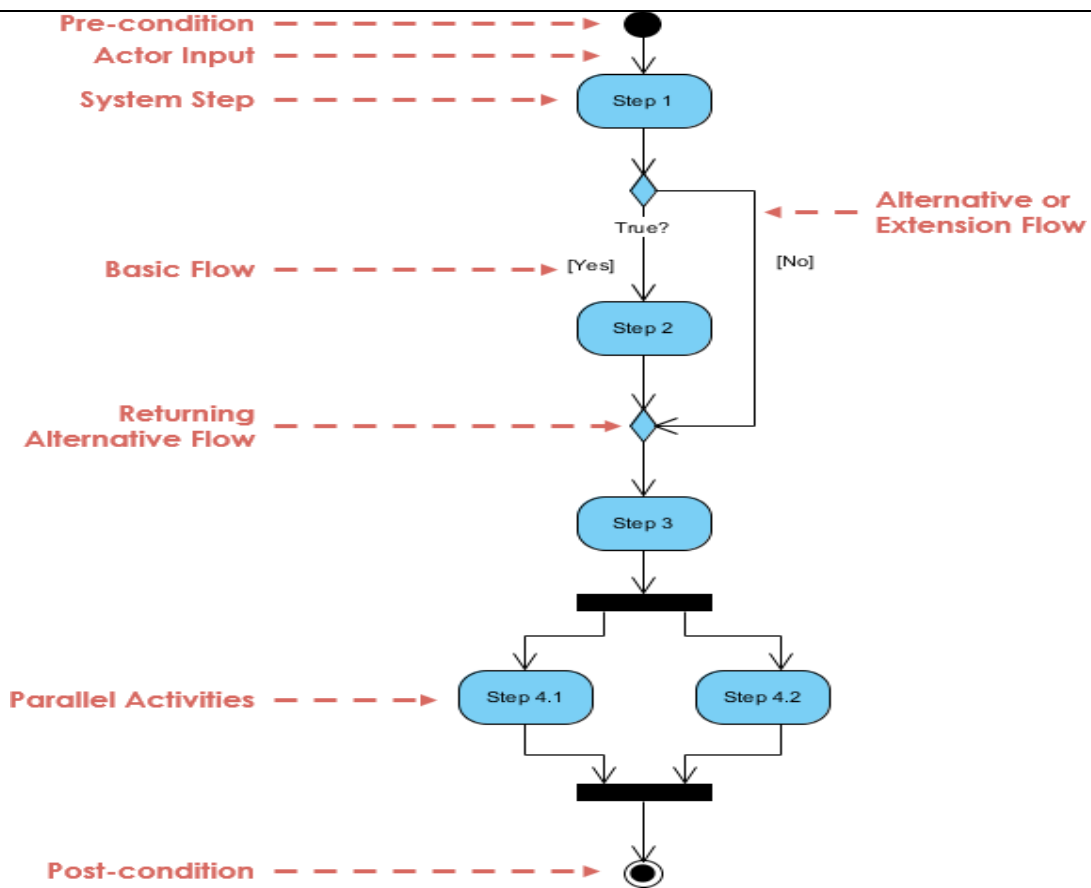 Pre-condition
Actor Input
System Step
Step 1
Alternative or
Extension Flow
True?
Basic Flow
[Yes]
[No]
Step 2
Returning
Alternative Flow
Step 3
Parallel Activities
Step 4.1
Step 4.2
Post-condition